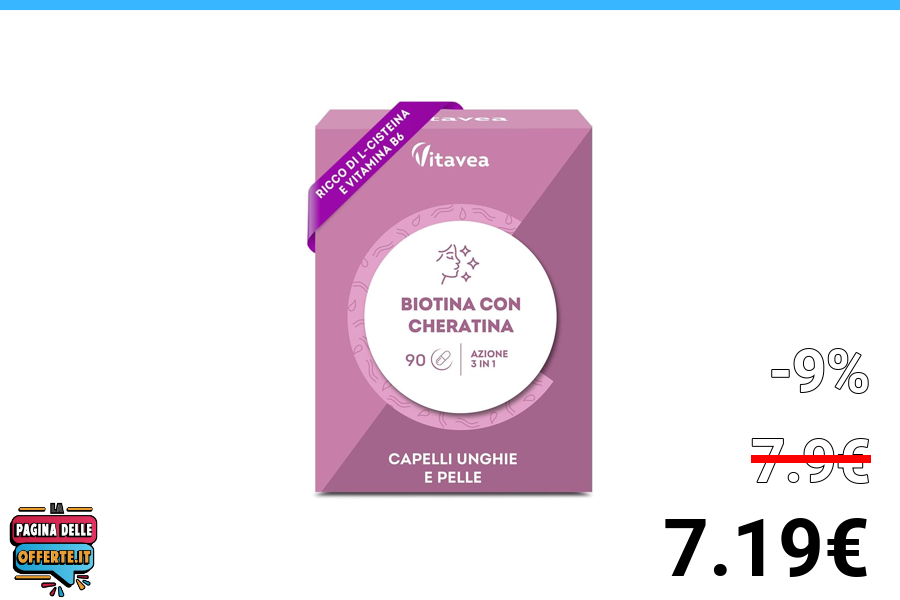 vitavea
RICCO DI L-CISTEINA
E VITAMINA B6
Vitavea
BIOTINA CON
CHERATINA
90
AZIONE
3 IN 1
CAPELLI UNGHIE
E PELLE
-9%
7.9€
7.19€
LA
PAGINA DELLE
OFFERTE.IT